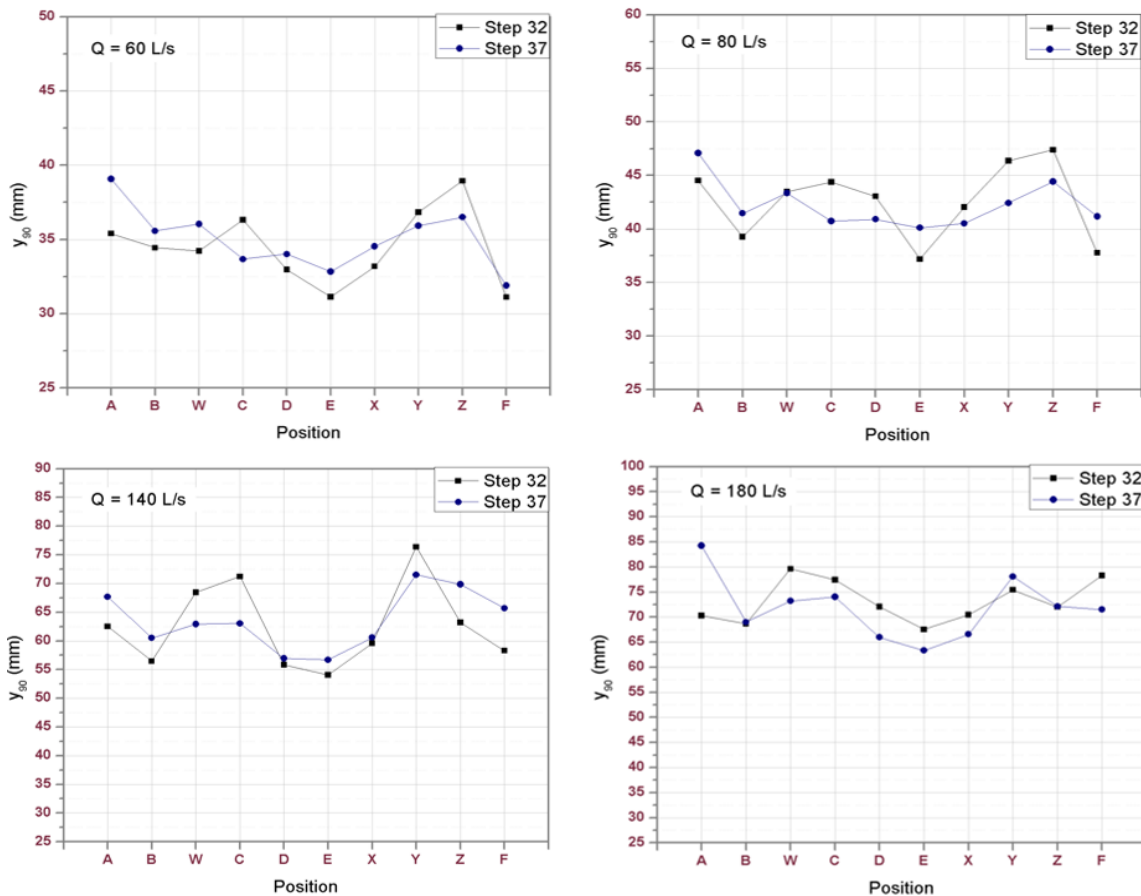 Q = 60 L/s
Step 32
Step 37
y90 (mm)
50
45
40
35
30
25
A B W C D E X Y Z F
Position
Q = 80 L/s
Step 32
Step 37
y90 (mm)
60
55
50
45
40
35
30
25
A B W C D E X Y Z F
Position
Q = 140 L/s
Step 32
Step 37
y90 (mm)
90
85
80
75
70
65
60
55
50
45
40
35
30
25
A B W C D E X Y Z F
Position
Q = 180 L/s
Step 32
Step 37
y90 (mm)
100
95
90
85
80
75
70
65
60
55
50
45
40
35
30
25
A B W C D E X Y Z F
Position